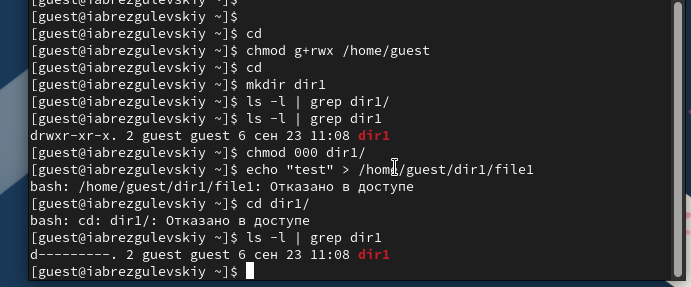 [guest@iabrezgulevskiy ~]$
[guest@iabrezgulevskiy ~]$
[guest@iabrezgulevskiy ~]$ cd
[guest@iabrezgulevskiy ~]$ chmod g+rwx /home/guest
[guest@iabrezgulevskiy ~]$ cd
[guest@iabrezgulevskiy ~]$ mkdir dir1
[guest@iabrezgulevskiy ~]$ ls -l | grep dir1/
[guest@iabrezgulevskiy ~]$ ls -l | grep dir1
drwxr-xr-x. 2 guest guest 6 сен 23 11:08 dir1
[guest@iabrezgulevskiy ~]$ chmod 000 dir1/
[guest@iabrezgulevskiy ~]$ echo "test" > /home/guest/dir1/file1
bash: /home/guest/dir1/file1: Отказано в доступе
[guest@iabrezgulevskiy ~]$ cd dir1/
bash: cd: dir1/: Отказано в доступе
[guest@iabrezgulevskiy ~]$ ls -l | grep dir1
d---------. 2 guest guest 6 сен 23 11:08 dir1
[guest@iabrezgulevskiy ~]$